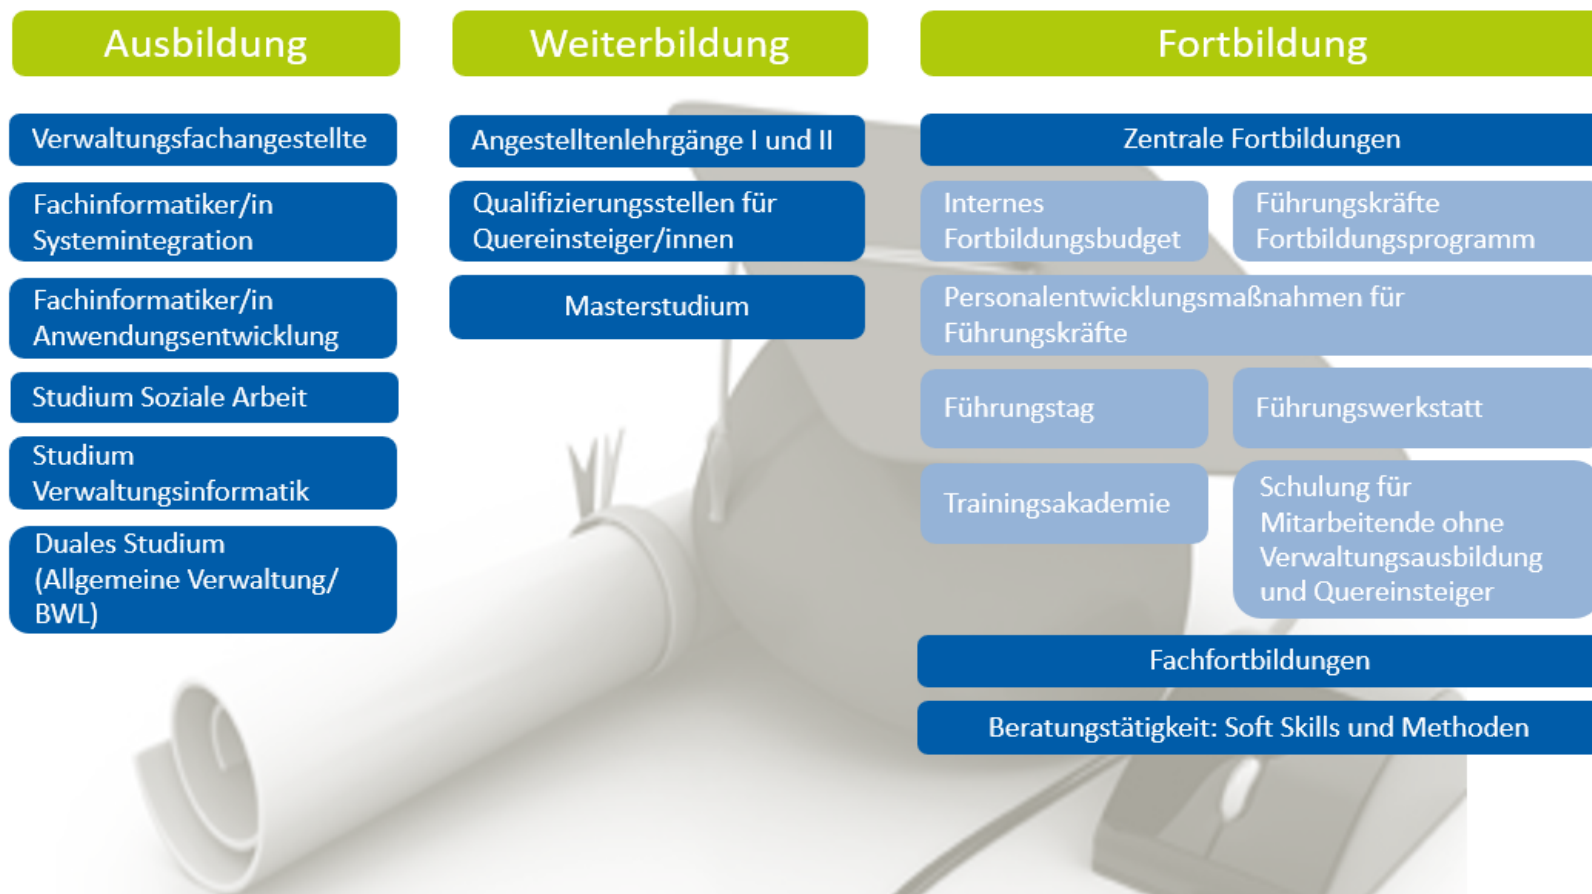 Ausbildung
Verwaltungsfachangestellte
Fachinformatiker/in
Systemintegration
Fachinformatiker/in
Anwendungsentwicklung
Studium Soziale Arbeit
Studium
Verwaltungsinformatik
Duales Studium
(Allgemeine Verwaltung/
BWL)
Weiterbildung
Angestelltenlehrgänge I und II
Qualifizierungsstellen für
Quereinsteiger/innen
Masterstudium
Fortbildung
Zentrale Fortbildungen
Internes
Fortbildungsbudget
Führungskräfte
Fortbildungsprogramm
Personalentwicklungsmaßnahmen für
Führungskräfte
Führungstag
Führungswerkstatt
Trainingsakademie
Schulung für
Mitarbeitende ohne
Verwaltungsausbildung
und Quereinsteiger
Fachfortbildungen
Beratungstätigkeit: Soft Skills und Methoden